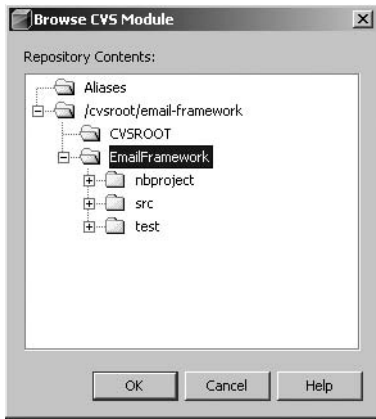 Browse CVS Module
Repository Contents:
Aliases
/cvsroot/email-framework
CVSROOT
EmailFramework
nbproject
src
test
OK Cancel Help